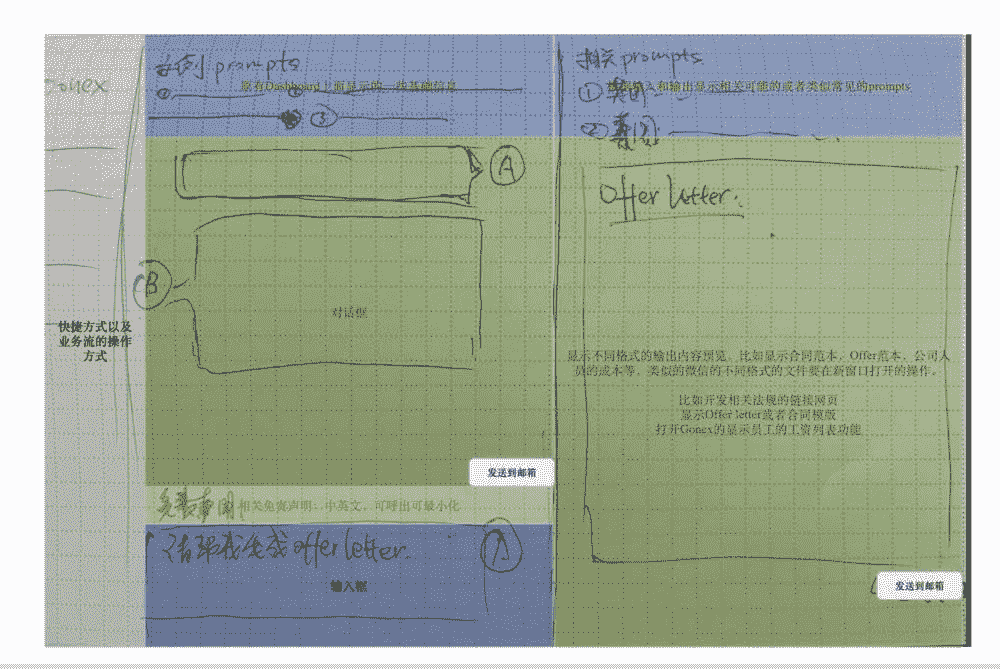 Gonex
案例 prompts
① ②
原有Dashboard上面显示的一些基础信息
③
A
B
对话框
快捷方式以及
业务流的操作
方式
发送到邮箱
免责声明
相关免责声明:中英文,可呼出可最小化
请帮我生成offer letter.
A
输入框
相关prompts
①
输入和输出显示相关可能的或者类似常见的prompts
②
Offer letter.
显示不同格式的输出内容预览,比如显示合同范本,Offer范本,公司人
员的成本等,类似的微信的不同格式的文件要在新窗口打开的操作。
比如开发相关法规的链接网页
显示Offer letter或者合同模版
打开Gonex的显示员工的工资列表功能
发送到邮箱